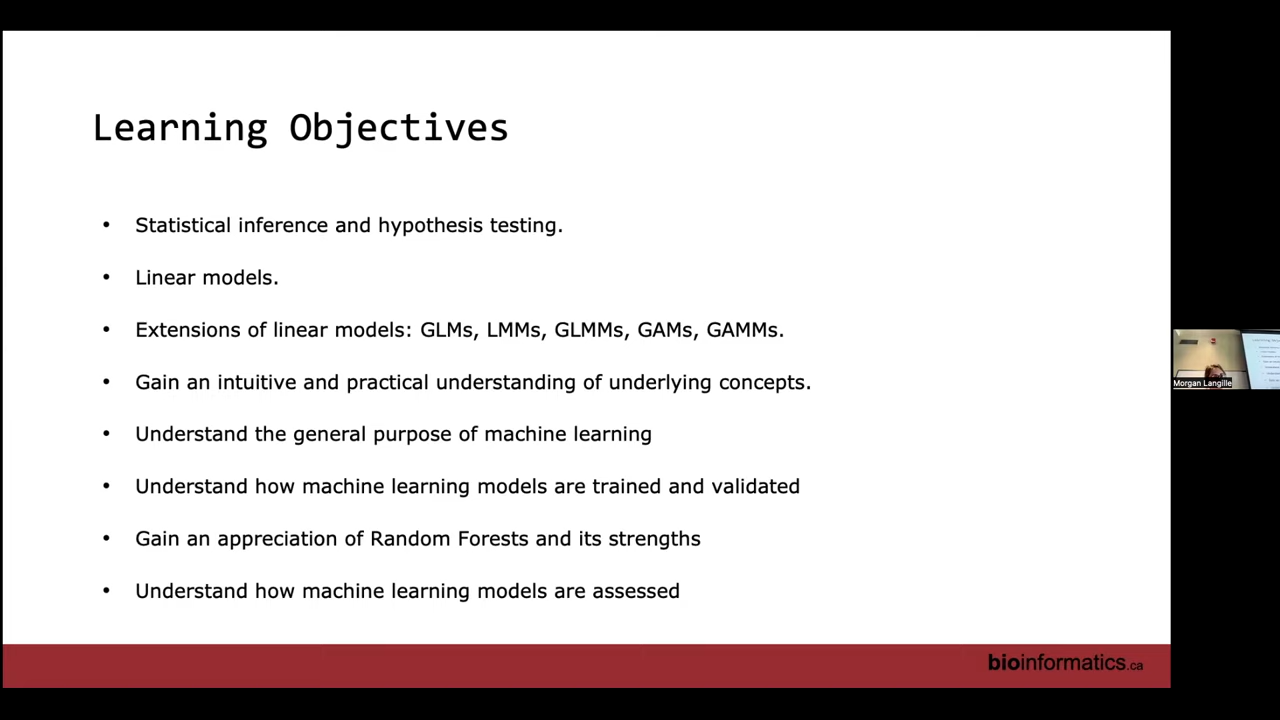 Learning Objectives
• Statistical inference and hypothesis testing.
• Linear models.
• Extensions of linear models: GLMs, LMMs, GLMMs, GAMs, GAMMs.
• Gain an intuitive and practical understanding of underlying concepts.
• Understand the general purpose of machine learning
• Understand how machine learning models are trained and validated
• Gain an appreciation of Random Forests and its strengths
• Understand how machine learning models are assessed
bioinformatics.ca
Morgan Langille